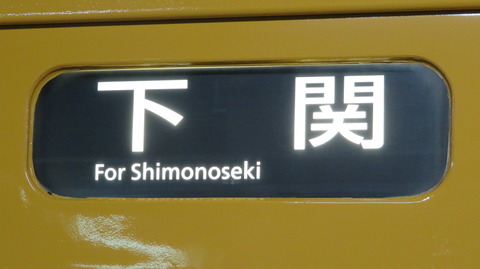 下関
For Shimonoseki